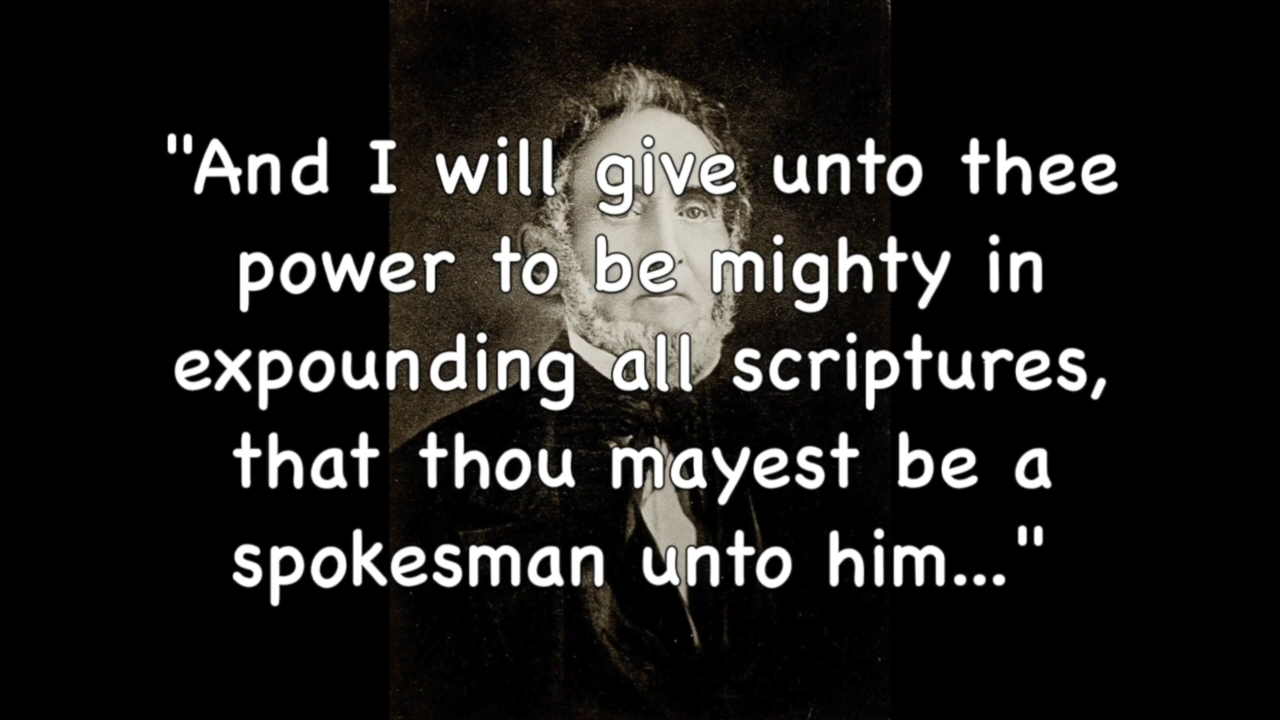 "And I will give unto thee
power to be mighty in
expounding all scriptures,
that thou mayest be a
spokesman unto him..."